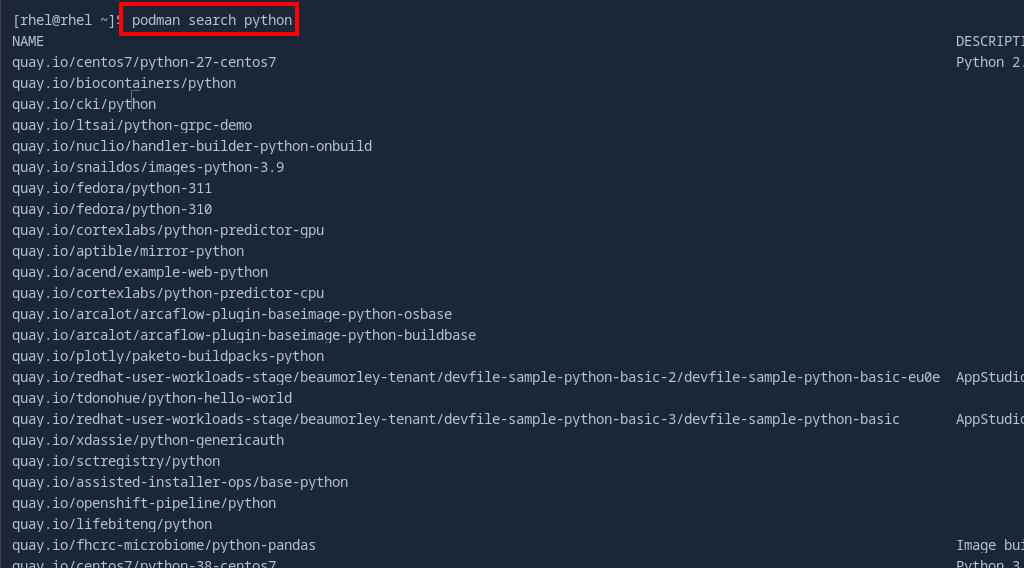 [rhel@rhel ~]$ podman search python
NAME DESCRIPTI
quay.io/centos7/python-27-centos7 Python 2.
quay.io/biocontainers/python
quay.io/cki/python
quay.io/ltsai/python-grpc-demo
quay.io/nuclio/handler-builder-python-onbuild
quay.io/snaildos/images-python-3.9
quay.io/fedora/python-311
quay.io/fedora/python-310
quay.io/cortexlabs/python-predictor-gpu
quay.io/aptible/mirror-python
quay.io/acend/example-web-python
quay.io/cortexlabs/python-predictor-cpu
quay.io/arcalot/arcaflow-plugin-baseimage-python-osbase
quay.io/arcalot/arcaflow-plugin-baseimage-python-buildbase
quay.io/plotly/paketo-buildpacks-python
quay.io/redhat-user-workloads-stage/beaumorley-tenant/devfile-sample-python-basic-2/devfile-sample-python-basic-eu0e AppStudio
quay.io/tdonohue/python-hello-world
quay.io/redhat-user-workloads-stage/beaumorley-tenant/devfile-sample-python-basic-3/devfile-sample-python-basic AppStudio
quay.io/xdassie/python-genericauth
quay.io/sctregistry/python
quay.io/assisted-installer-ops/base-python
quay.io/openshift-pipeline/python
quay.io/lifebiteng/python
quay.io/fhcrc-microbiome/python-pandas Image bui
quay.io/centos7/python-38-centos7 Python 3